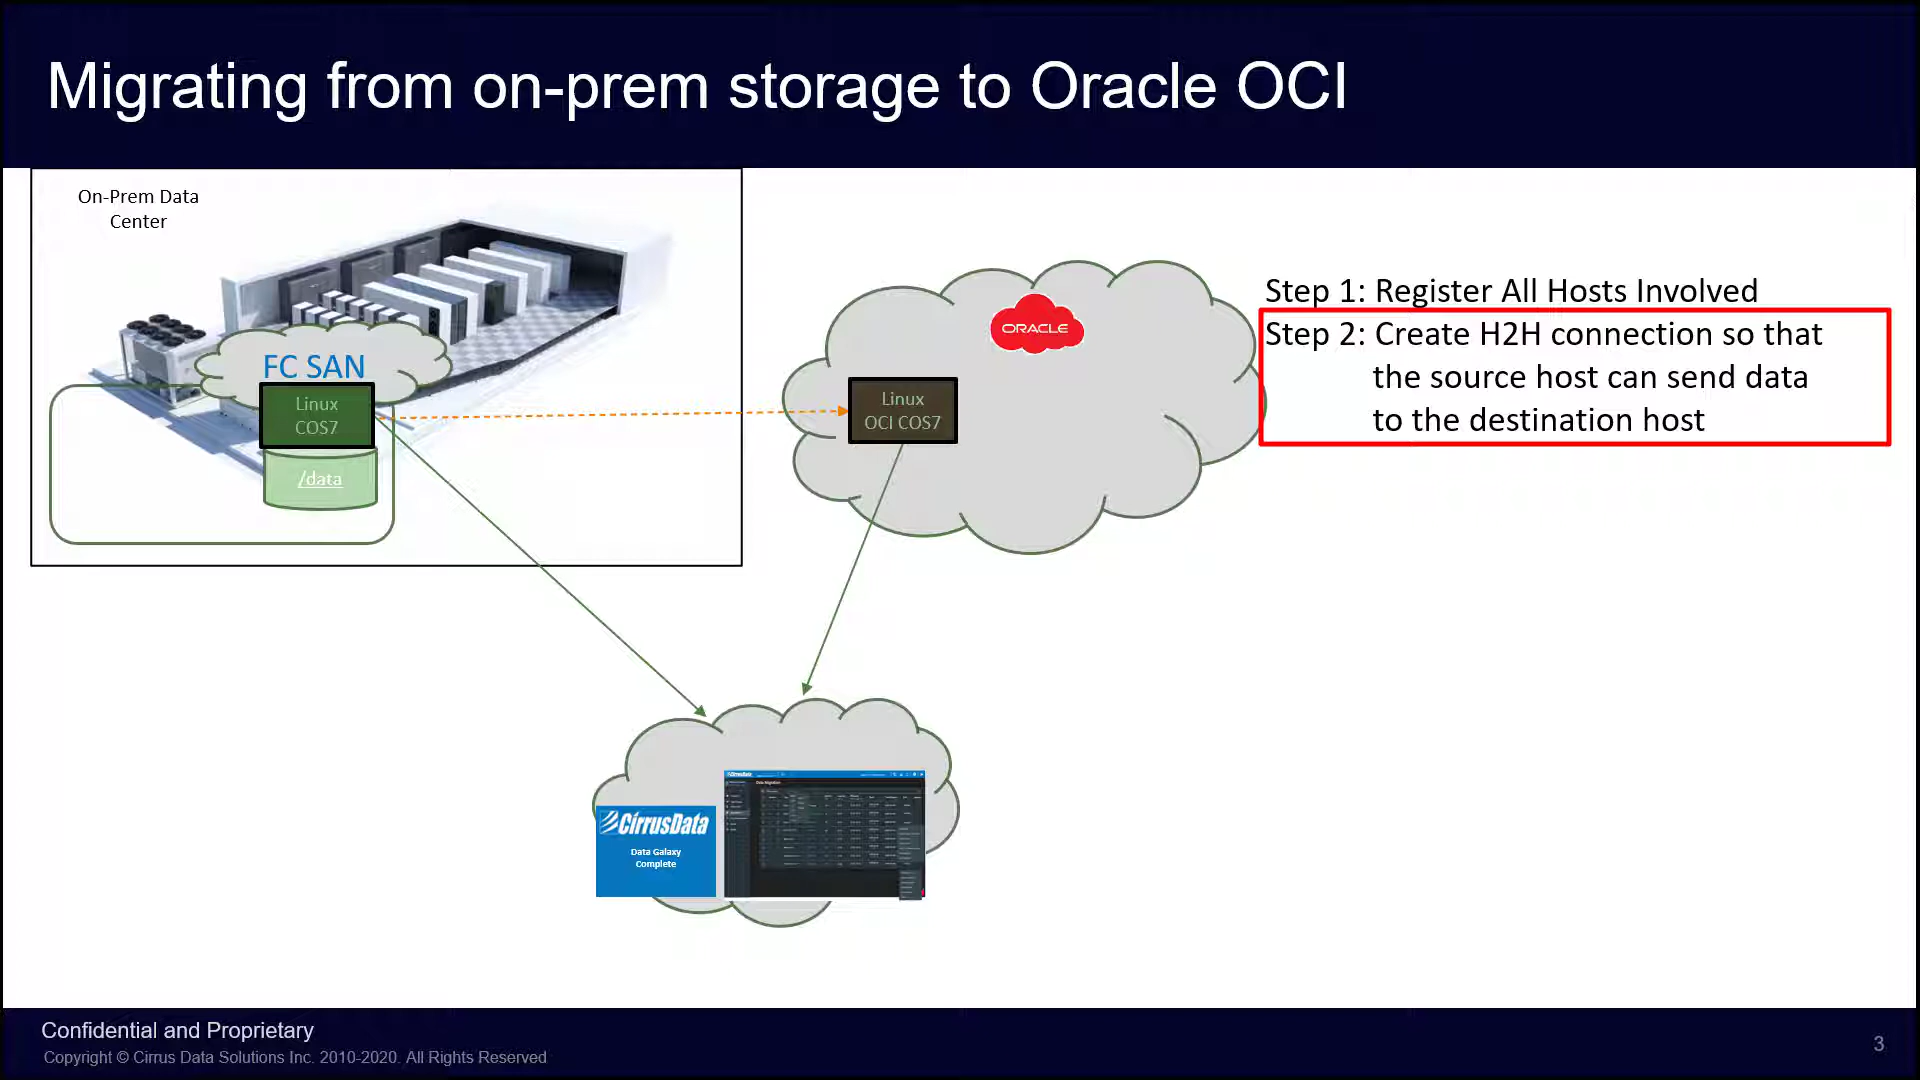 Migrating from on-prem storage to Oracle OCI
On-Prem Data
Center
FC SAN
Linux
COS7
/data
ORACLE
Linux
OCI COS7
Step 1: Register All Hosts Involved
Step 2: Create H2H connection so that
the source host can send data
to the destination host
CirrusData
Data Galaxy
Complete
Confidential and Proprietary
Copyright © Cirrus Data Solutions Inc. 2010-2020. All Rights Reserved
3